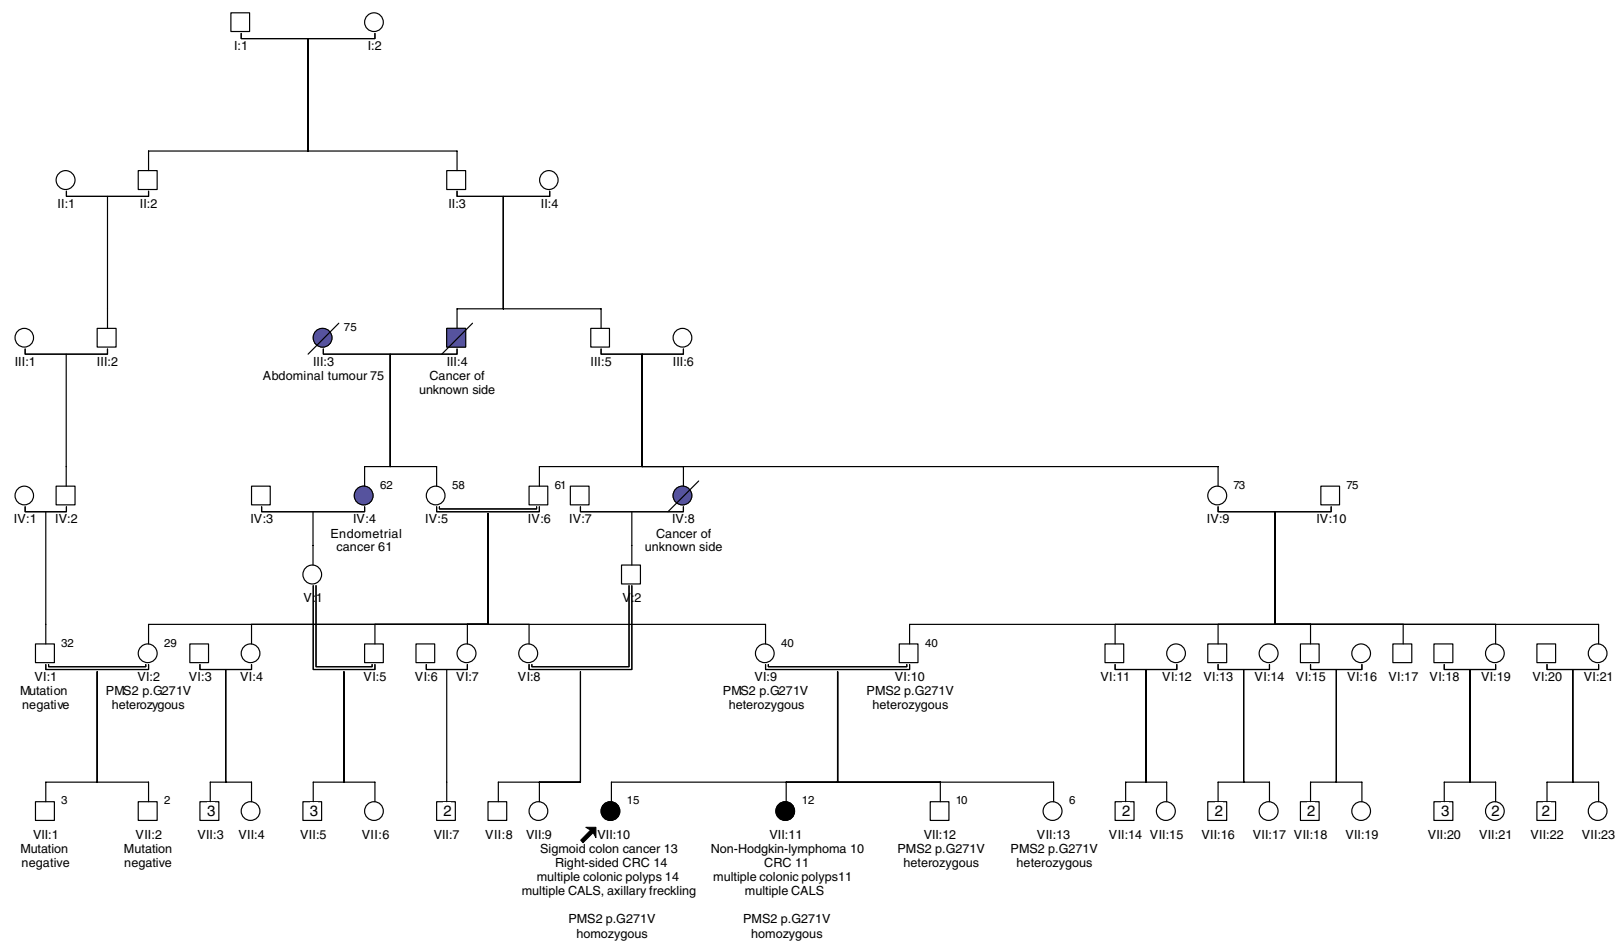 I:1 I:2
II:1 II:2 II:3 II:4
75
III:1 III:2 III:3 III:4 III:5 III:6
Abdominal tumour 75 Cancer of
unknown side
62 58 61 73 75
IV:1 IV:2 IV:3 IV:4 IV:5 IV:6 IV:7 IV:8 IV:9 IV:10
Endometrial
cancer 61
Cancer of
unknown side
V:1 V:2
32 29 40 40
VI:1 VI:2 VI:3 VI:4 VI:5 VI:6 VI:7 VI:8 VI:9 VI:10 VI:11 VI:12 VI:13 VI:14 VI:15 VI:16 VI:17 VI:18 VI:19 VI:20 VI:21
Mutation
negative
PMS2 p.G271V
heterozygous
PMS2 p.G271V
heterozygous
PMS2 p.G271V
heterozygous
3 2 15 12 10 6
3 3 2 2 2 2 3 2 2
VII:1 VII:2 VII:3 VII:4 VII:5 VII:6 VII:7 VII:8 VII:9 VII:10 VII:11 VII:12 VII:13 VII:14 VII:15 VII:16 VII:17 VII:18 VII:19 VII:20 VII:21 VII:22 VII:23
Mutation
negative
Mutation
negative
Sigmoid colon cancer 13
Right-sided CRC 14
multiple colonic polyps 14
multiple CALS, axillary freckling
PMS2 p.G271V
homozygous
Non-Hodgkin-lymphoma 10
CRC 11
multiple colonic polyps11
multiple CALS
PMS2 p.G271V
homozygous
PMS2 p.G271V
heterozygous
PMS2 p.G271V
heterozygous